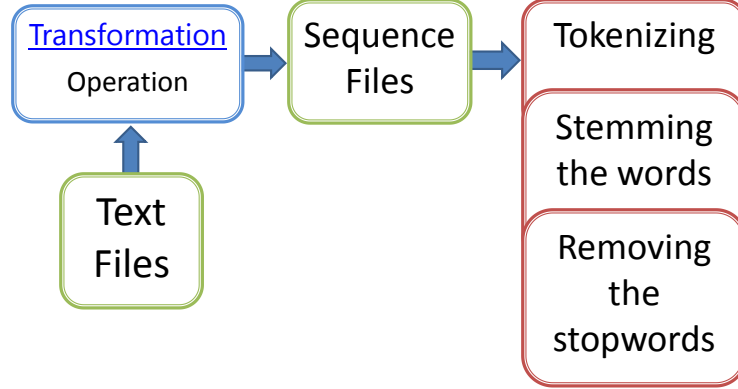 Transformation
Operation
Sequence
Files
Tokenizing
Stemming
the words
Text
Files
Removing
the
stopwords